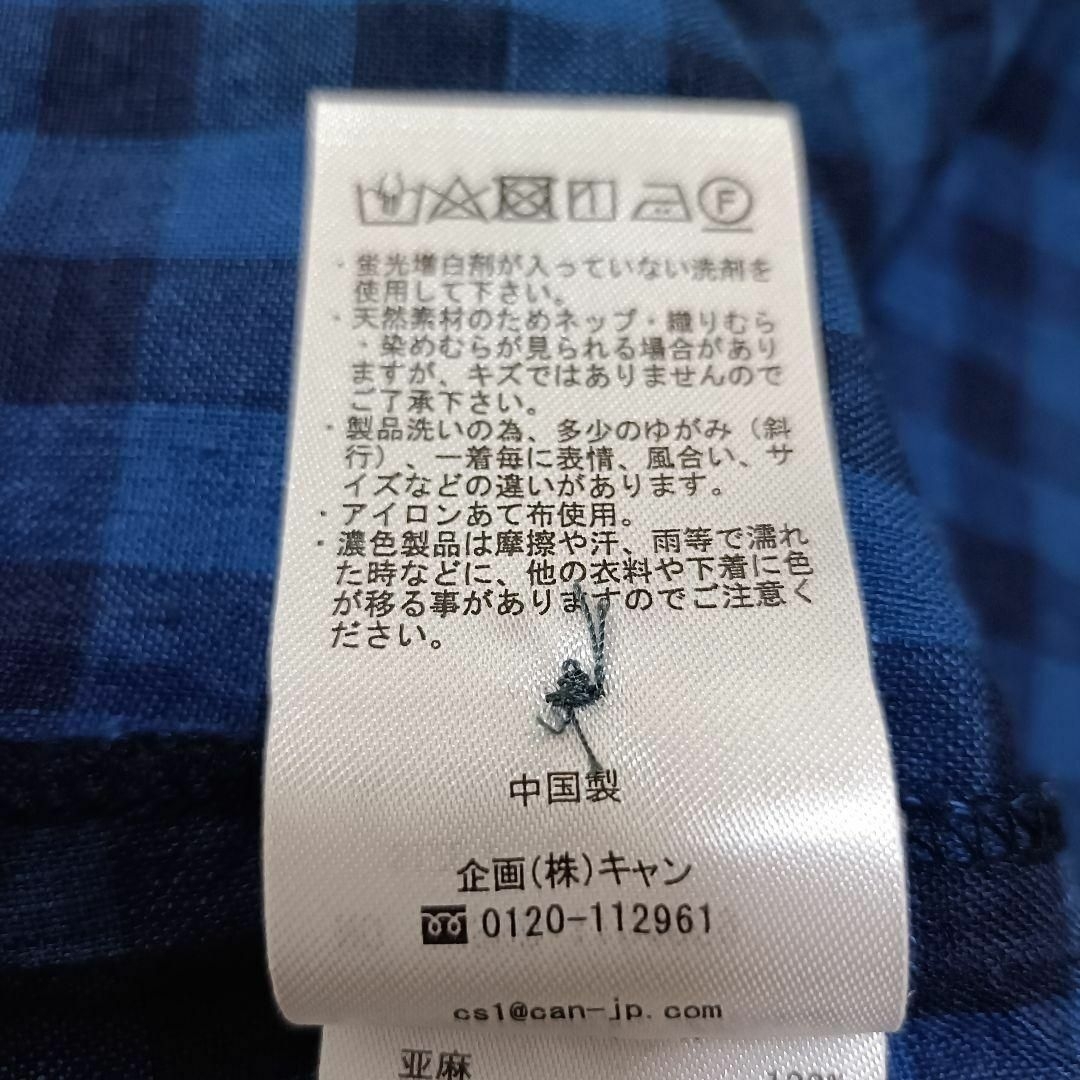 F
・蛍光増白剤が入っていない洗剤を
使用して下さい。
・天然素材のためネップ・織りむら
・染めむらが見られる場合があり
ますが、キズではありませんので
ご了承下さい。
・製品洗いの為、多少のゆがみ（斜
行）、一着毎に表情、風合い、サ
イズなどの違いがあります。
・アイロンあて布使用。
・濃色製品は摩擦や汗、雨等で濡れ
た時などに、他の衣料や下着に色
が移る事がありますのでご注意く
ださい。
中国製
企画(株)キャン
0120-112961
cs1@can-jp.com
亜麻 100%